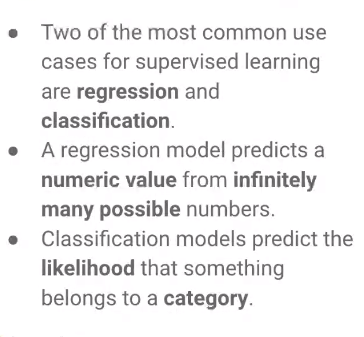 ● Two of the most common use
cases for supervised learning
are regression and
classification.
● A regression model predicts a
numeric value from infinitely
many possible numbers.
● Classification models predict the
likelihood that something
belongs to a category.